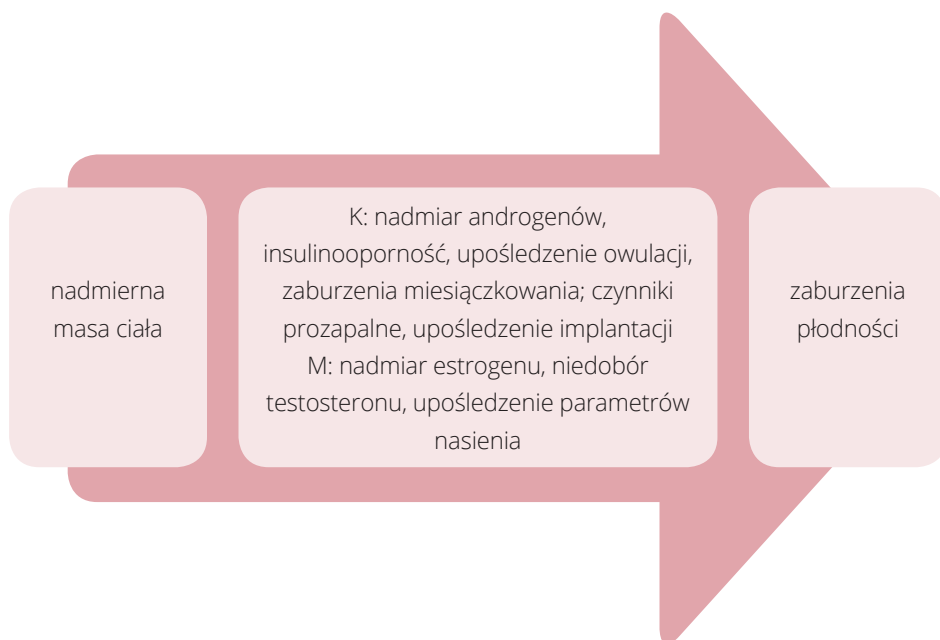 nadmierna
masa ciała
K: nadmiar androgenów,
insulinooporność, upośledzenie owulacji,
zaburzenia miesiączkowania; czynniki
prozapalne, upośledzenie implantacji
M: nadmiar estrogenu, niedobór
testosteronu, upośledzenie parametrów
nasienia
zaburzenia
płodności